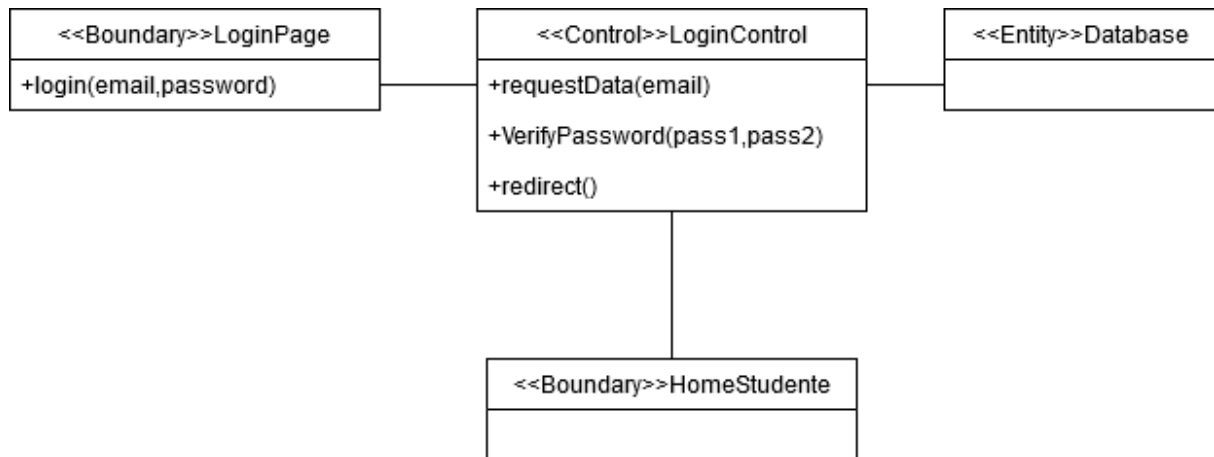 <<Boundary>>LoginPage
+login(email,password)
<<Control>>LoginControl
+requestData(email)
+VerifyPassword(pass1,pass2)
+redirect()
<<Entity>>Database
<<Boundary>>HomeStudente